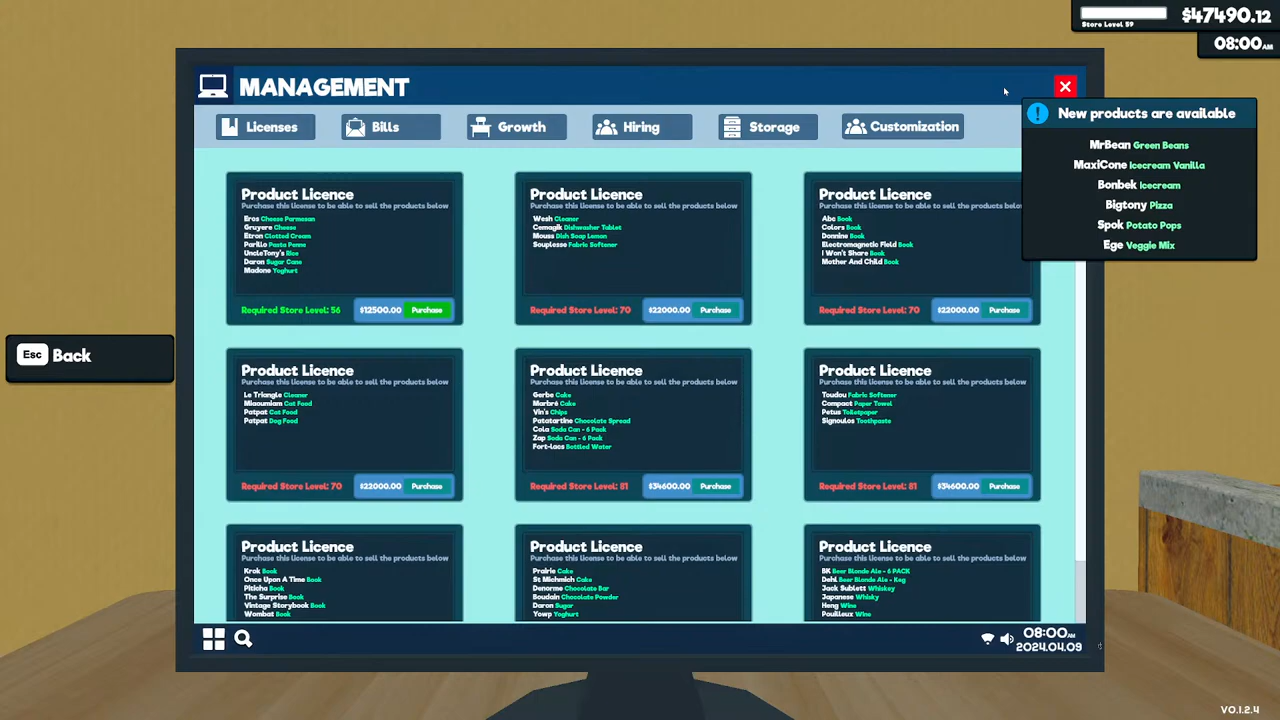 Store Level 59
$47490.12
08:00AM
MANAGEMENT
Licenses
Bills
Growth
Hiring
Storage
Customization
New products are available
MrBean Green Beans
MaxiCone Icecream Vanilla
Bonbek Icecream
Bigtony Pizza
Spok Potato Pops
Ege Veggie Mix
Esc Back
Product Licence
Purchase this license to be able to sell the products below
Eros Cheese Parmesan
Gruyere Cheese
Etron Clotted Cream
Parillo Pasta Penne
UncleTony's Rice
Daron Sugar Cane
Madone Yoghurt
Required Store Level: 56
$12500.00
Purchase
Product Licence
Purchase this license to be able to sell the products below
Wesh Cleaner
Cemagik Dishwasher Tablet
Mouss Dish Soap Lemon
Souplesso Fabric Softener
Required Store Level: 70
$22000.00
Purchase
Product Licence
Purchase this license to be able to sell the products below
Abc Book
Colors Book
Donnino Book
Electromagnetic Field Book
I Won't Share Book
Mother And Child Book
Required Store Level: 70
$22000.00
Purchase
Product Licence
Purchase this license to be able to sell the products below
Le Triangle Cleaner
Miaoumiam Cat Food
Patpat Cat Food
Patpat Dog Food
Required Store Level: 70
$22000.00
Purchase
Product Licence
Purchase this license to be able to sell the products below
Gerbe Cake
Marbré Cake
Vin's Chips
Patatartine Chocolate Spread
Cola Soda Can - 6 Pack
Zap Soda Can - 6 Pack
Fort-lacs Bottled Water
Required Store Level: 81
$34600.00
Purchase
Product Licence
Purchase this license to be able to sell the products below
Toudou Fabric Softener
Compact Paper Towel
Petus Toiletpaper
Signoulos Toothpaste
Required Store Level: 81
$34600.00
Purchase
Product Licence
Purchase this license to be able to sell the products below
Krok Book
Once Upon A Time Book
Piticha Book
The Surprise Book
Vintage Storybook Book
Wombat Book
Product Licence
Purchase this license to be able to sell the products below
Prairie Cake
St Michmich Cake
Denorme Chocolate Bar
Boudain Chocolate Powder
Daron Sugar
Yowp Yoghurt
Product Licence
Purchase this license to be able to sell the products below
BK Beer Blonde Ale - 6 PACK
Dehl Beer Blonde Ale - Keg
Jack Sublett Whiskey
Japanese Whisky
Heng Wine
Pouilleux Wine
08:00AM
2024.04.09
V0.1.2.4